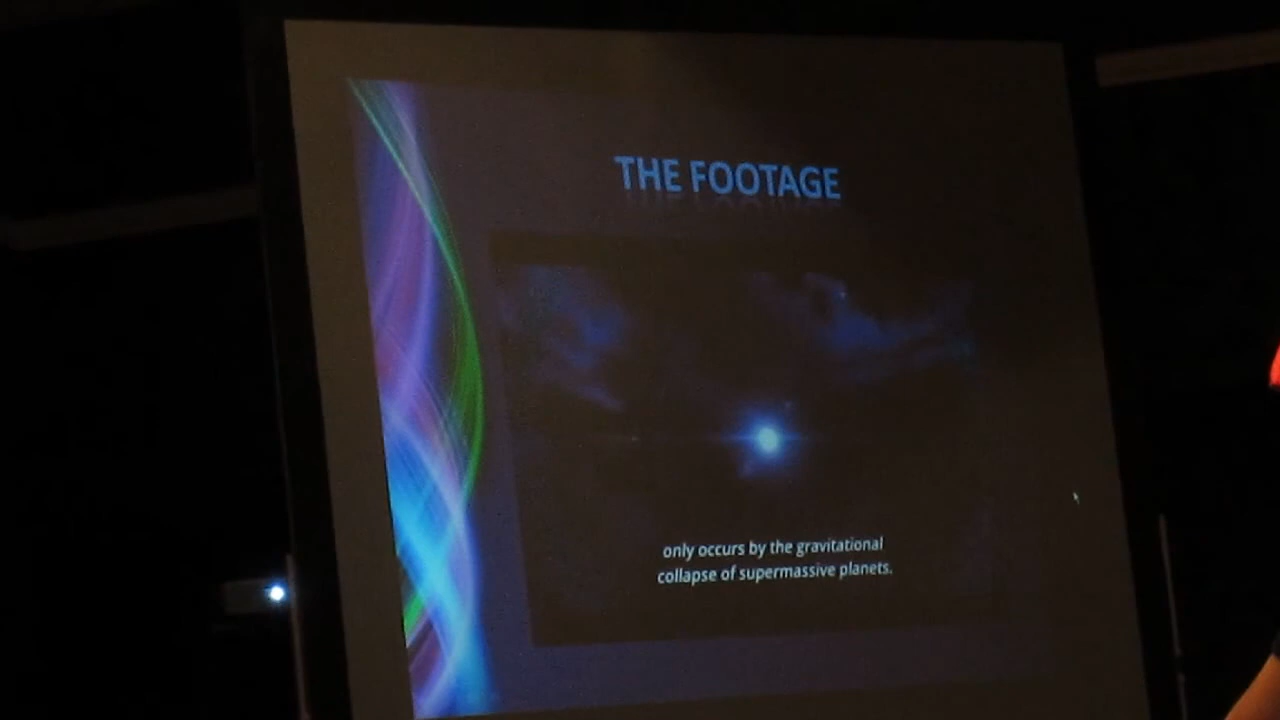 THE FOOTAGE
only occurs by the gravitational
collapse of supermassive planets.